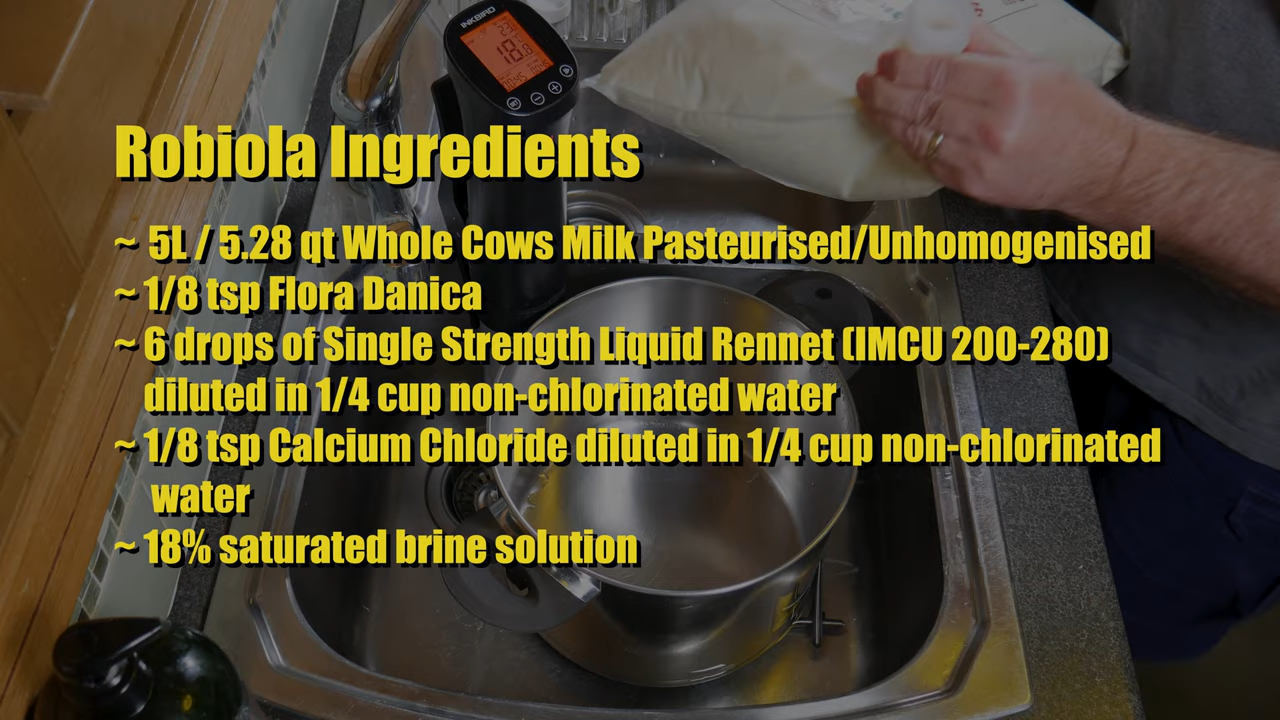 INKBIRD
18.8
Robiola Ingredients
~ 5L / 5.28 qt Whole Cows Milk Pasteurised/Unhomogenised
~ 1/8 tsp Flora Danica
~ 6 drops of Single Strength Liquid Rennet (IMCU 200-280)
diluted in 1/4 cup non-chlorinated water
~ 1/8 tsp Calcium Chloride diluted in 1/4 cup non-chlorinated
water
~ 18% saturated brine solution